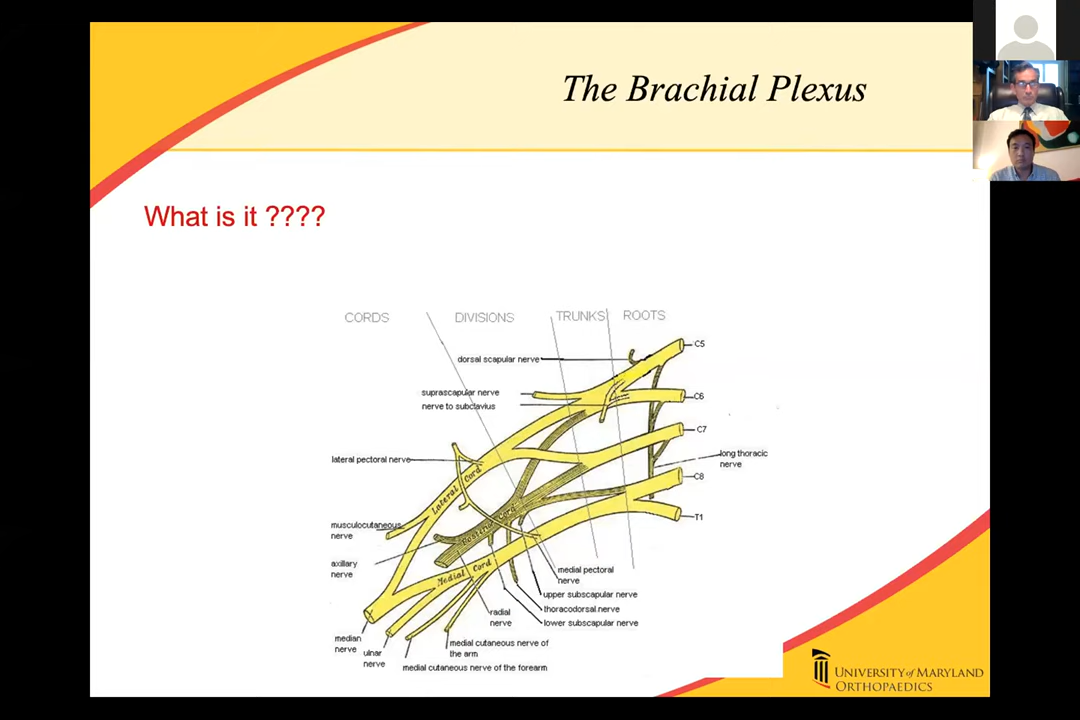 The Brachial Plexus
What is it ????
CORDS
DIVISIONS
TRUNKS
ROOTS
dorsal scapular nerve
C5
suprascapular nerve
nerve to subclavius
C6
C7
lateral pectoral nerve
long thoracic
nerve
Lateral Cord
C8
musculocutaneous
nerve
Posterior Cord
T1
axillary
nerve
Medial Cord
medial pectoral
nerve
upper subscapular nerve
thoracodorsal nerve
lower subscapular nerve
radial
nerve
median
nerve
ulnar
nerve
medial cutaneous nerve of
the arm
medial cutaneous nerve of the forearm
UNIVERSITY of MARYLAND
ORTHOPAEDICS